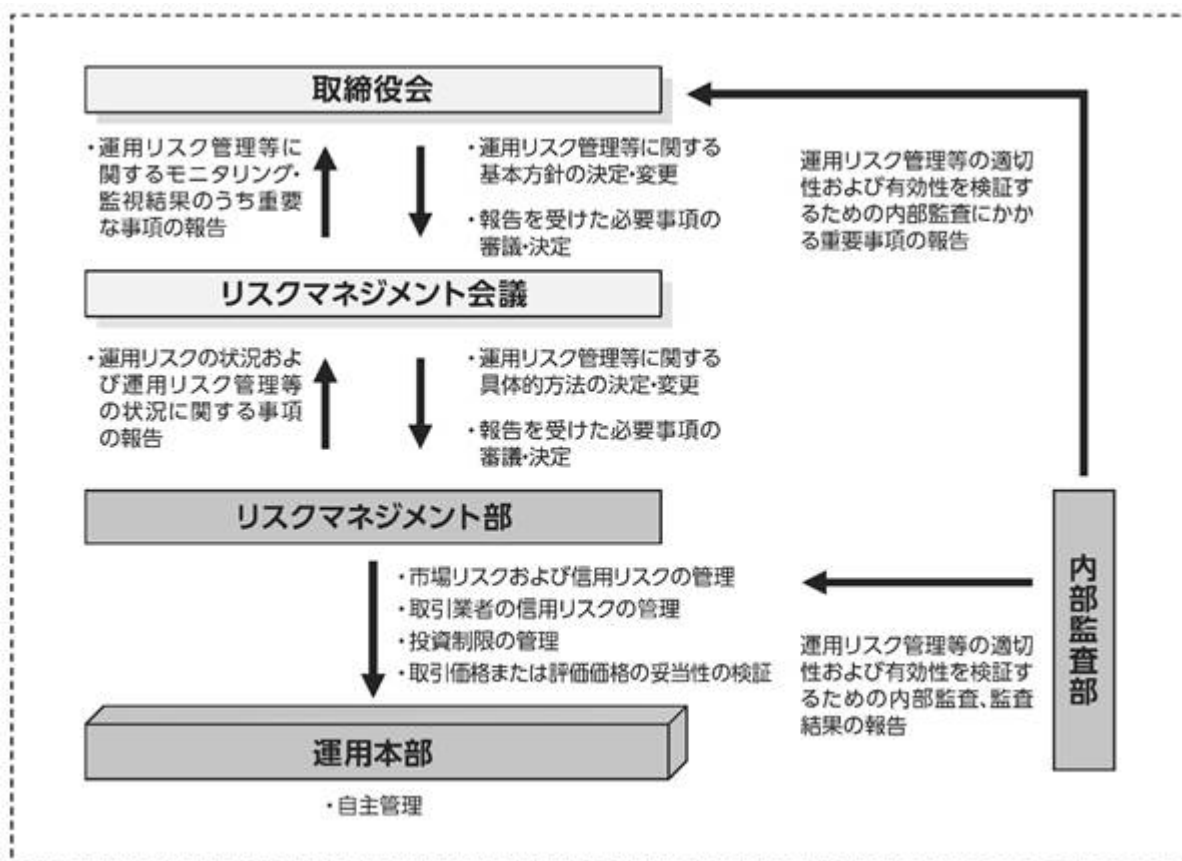 取締役会
・運用リスク管理等に
関するモニタリング・
監視結果のうち重要
な事項の報告
・運用リスク管理等に関する
基本方針の決定・変更
・報告を受けた必要事項の
審議・決定
運用リスク管理等の適切
性および有効性を検証す
るための内部監査にかか
る重要事項の報告
リスクマネジメント会議
・運用リスクの状況およ
び運用リスク管理等
の状況に関する事項
の報告
・運用リスク管理等に関する
具体的方法の決定・変更
・報告を受けた必要事項の
審議・決定
リスクマネジメント部
・市場リスクおよび信用リスクの管理
・取引業者の信用リスクの管理
・投資制限の管理
・取引価格または評価価格の妥当性の検証
運用リスク管理等の適切
性および有効性を検証す
るための内部監査、監査
結果の報告
内部監査部
運用本部
・自主管理